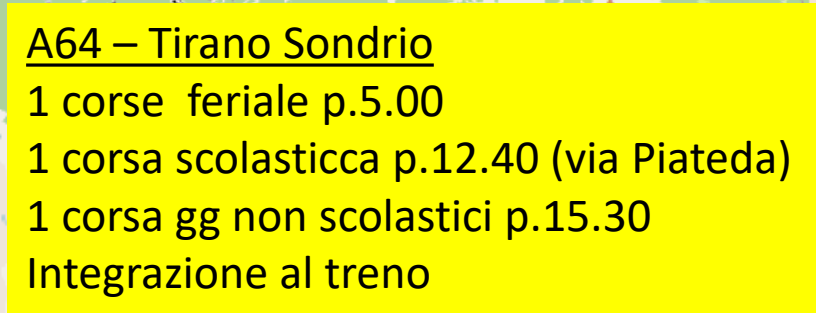 A64 – Tirano Sondrio
1 corse  feriale p.5.00
1 corsa scolasticca p.12.40 (via Piateda)
1 corsa gg non scolastici p.15.30
Integrazione al treno